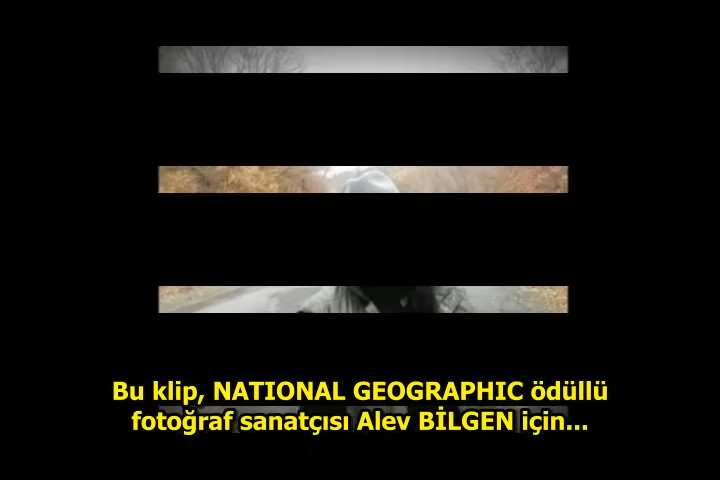 Bu klip, NATIONAL GEOGRAPHIC ödüllü
fotoğraf sanatçısı Alev BİLGEN için...